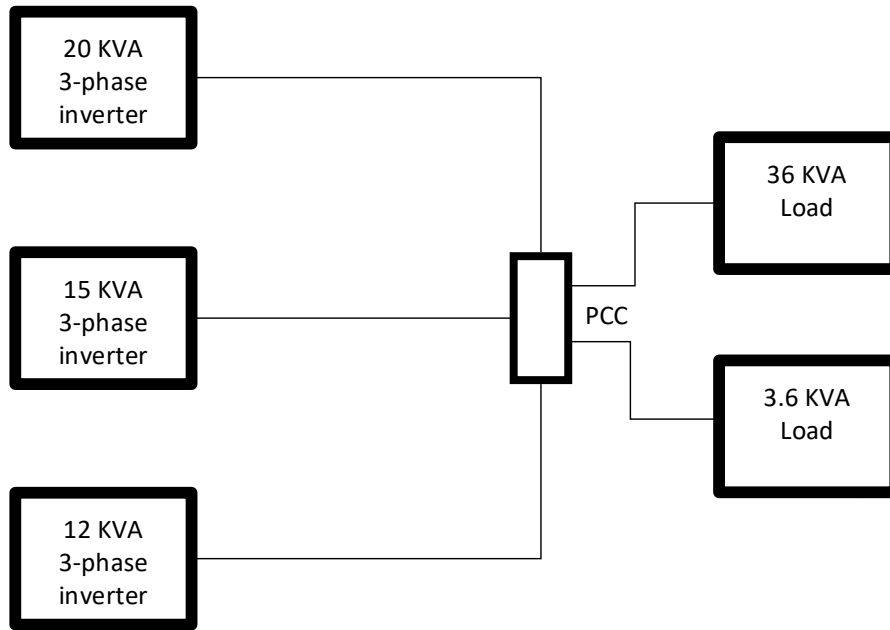 20 KVA
3-phase
inverter
36 KVA
Load
15 KVA
3-phase
inverter
PCC
3.6 KVA
Load
12 KVA
3-phase
inverter